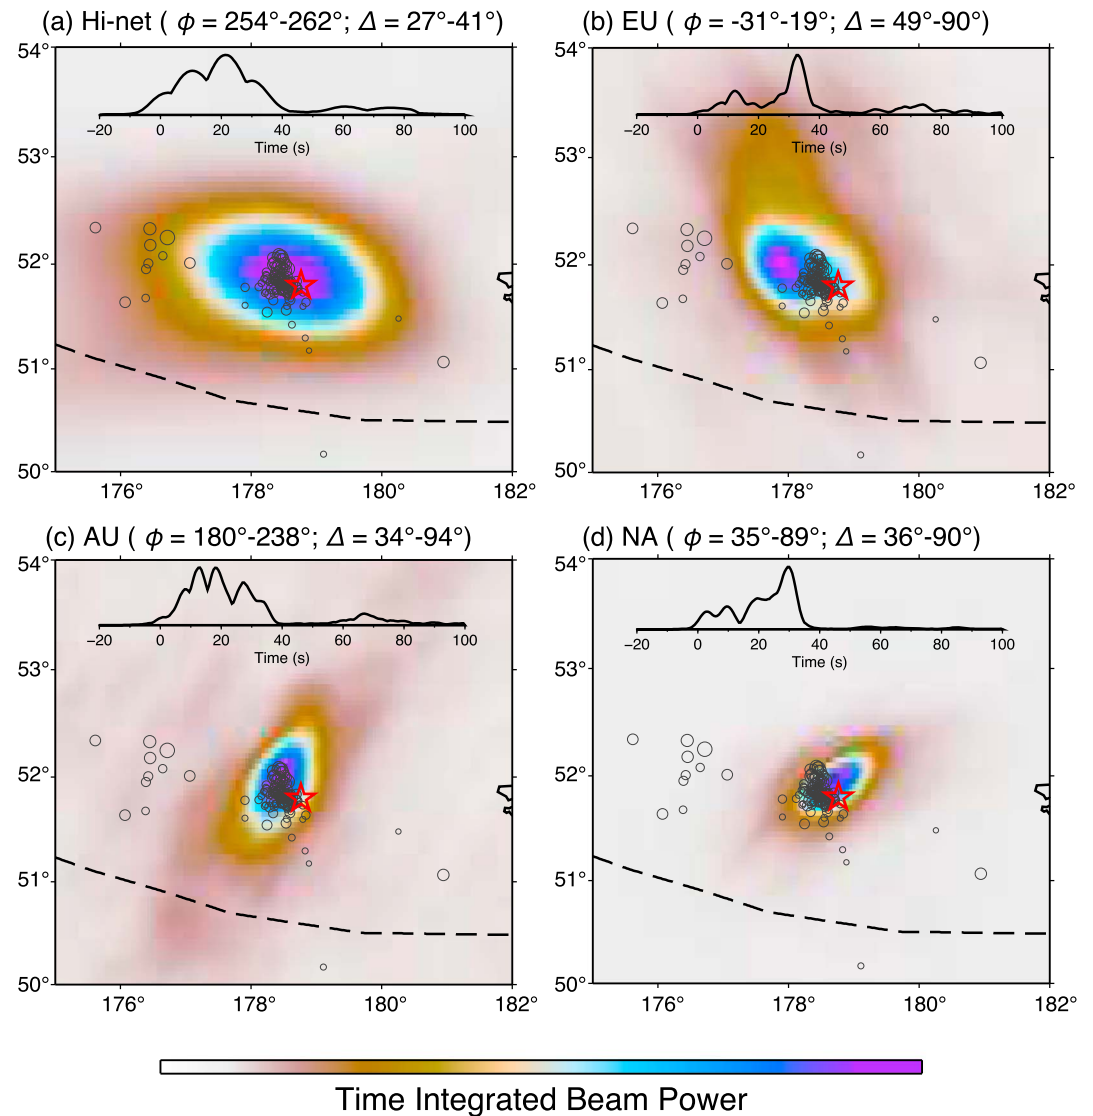 (a) Hi-net ( ϕ = 254°-262°; Δ = 27°-41°)
(b) EU ( ϕ = -31°-19°; Δ = 49°-90°)
54°
53°
52°
51°
50°
−20 0 20 40 60 80 100
Time (s)
176° 178° 180° 182°
54°
53°
52°
51°
50°
−20 0 20 40 60 80 100
Time (s)
176° 178° 180° 182°
(c) AU ( ϕ = 180°-238°; Δ = 34°-94°)
(d) NA ( ϕ = 35°-89°; Δ = 36°-90°)
54°
53°
52°
51°
50°
−20 0 20 40 60 80 100
Time (s)
176° 178° 180° 182°
54°
53°
52°
51°
50°
−20 0 20 40 60 80 100
Time (s)
176° 178° 180° 182°
Time Integrated Beam Power